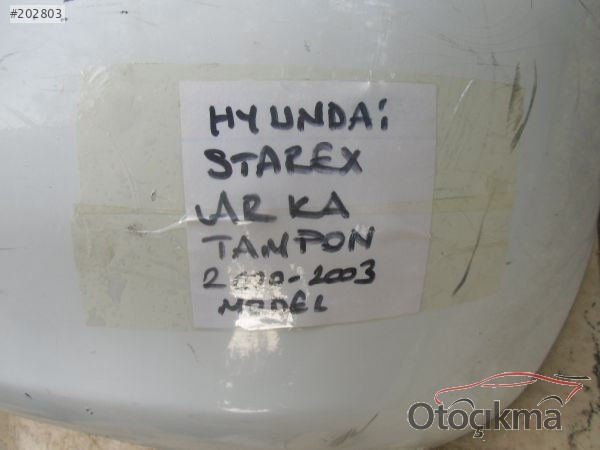 #202803
HYUNDAİ
STAREX
ARKA
TAMPON
2000-2003
MODEL
Otoçıkma